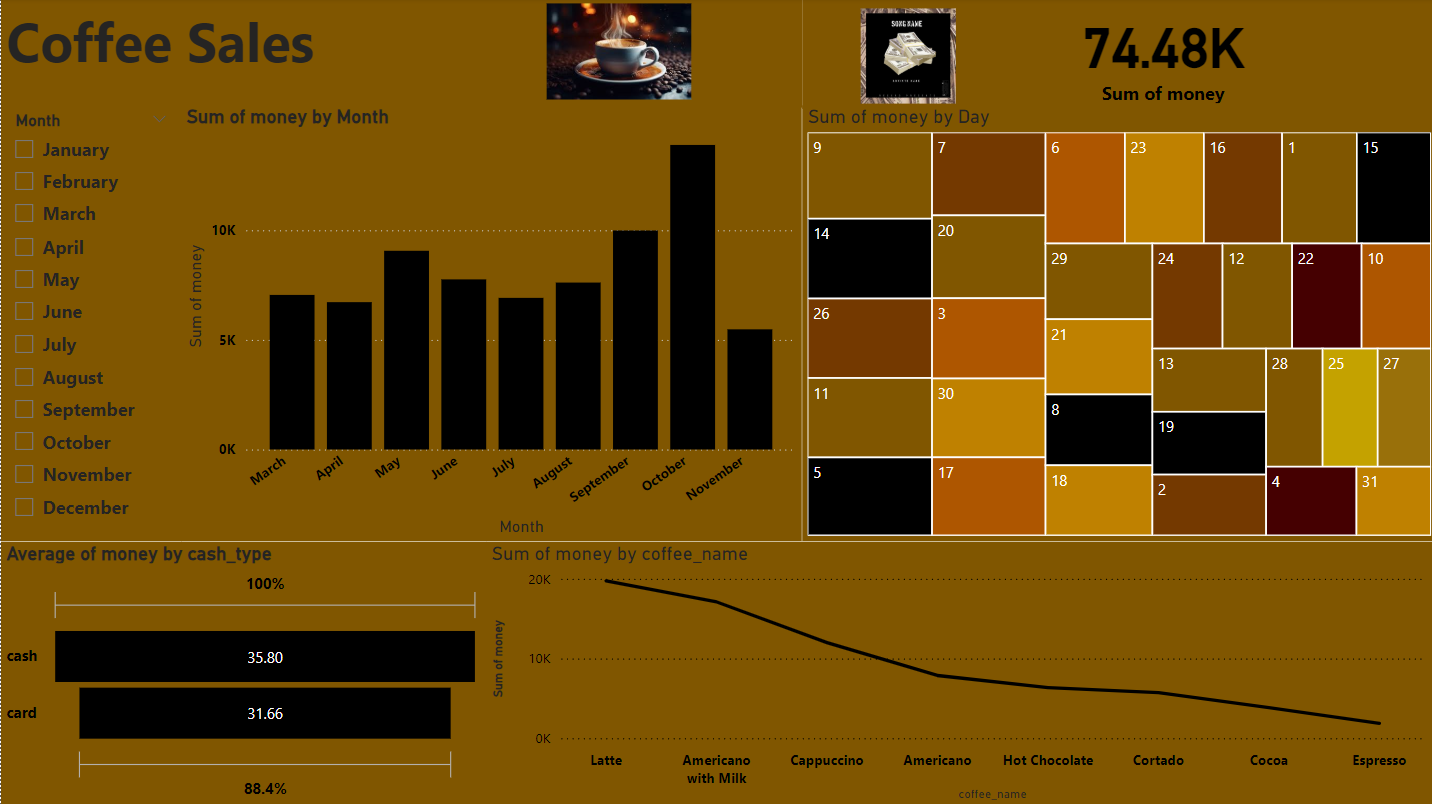 Coffee Sales
SONG NAME
74.48K
Sum of money
Month
January
February
March
April
May
June
July
August
September
October
November
December
Sum of money by Month
Sum of money
10K
5K
0K
March
April
May
June
July
August
September
October
November
Month
Sum of money by Day
9
7
6
23
16
1
15
14
20
29
24
12
22
10
26
3
21
13
28
25
27
11
30
8
19
5
17
18
2
4
31
Average of money by cash_type
100%
cash
35.80
card
31.66
88.4%
Sum of money by coffee_name
Sum of money
20K
10K
0K
Latte
Americano
with Milk
Cappuccino
Americano
Hot Chocolate
Cortado
Cocoa
Espresso
coffee_name